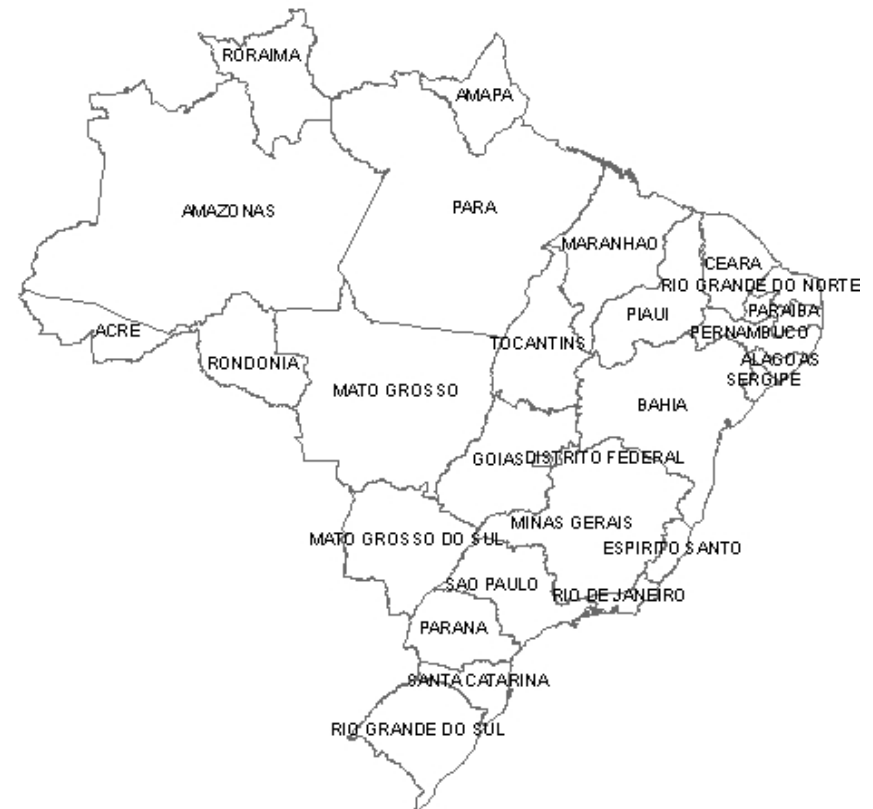 RORAIMA
AMAPA
AMAZONAS
PARA
MARANHAO
CEARA
RIO GRANDE DO NORTE
PIAUI
PARAIBA
ACRE
PERNAMBUCO
TOCANTINS
RONDONIA
ALAGOAS
SERGIPE
MATO GROSSO
BAHIA
GOIAS
DISTRITO FEDERAL
MINAS GERAIS
MATO GROSSO DO SUL
ESPIRITO SANTO
SAO PAULO
RIO DE JANEIRO
PARANA
SANTA CATARINA
RIO GRANDE DO SUL